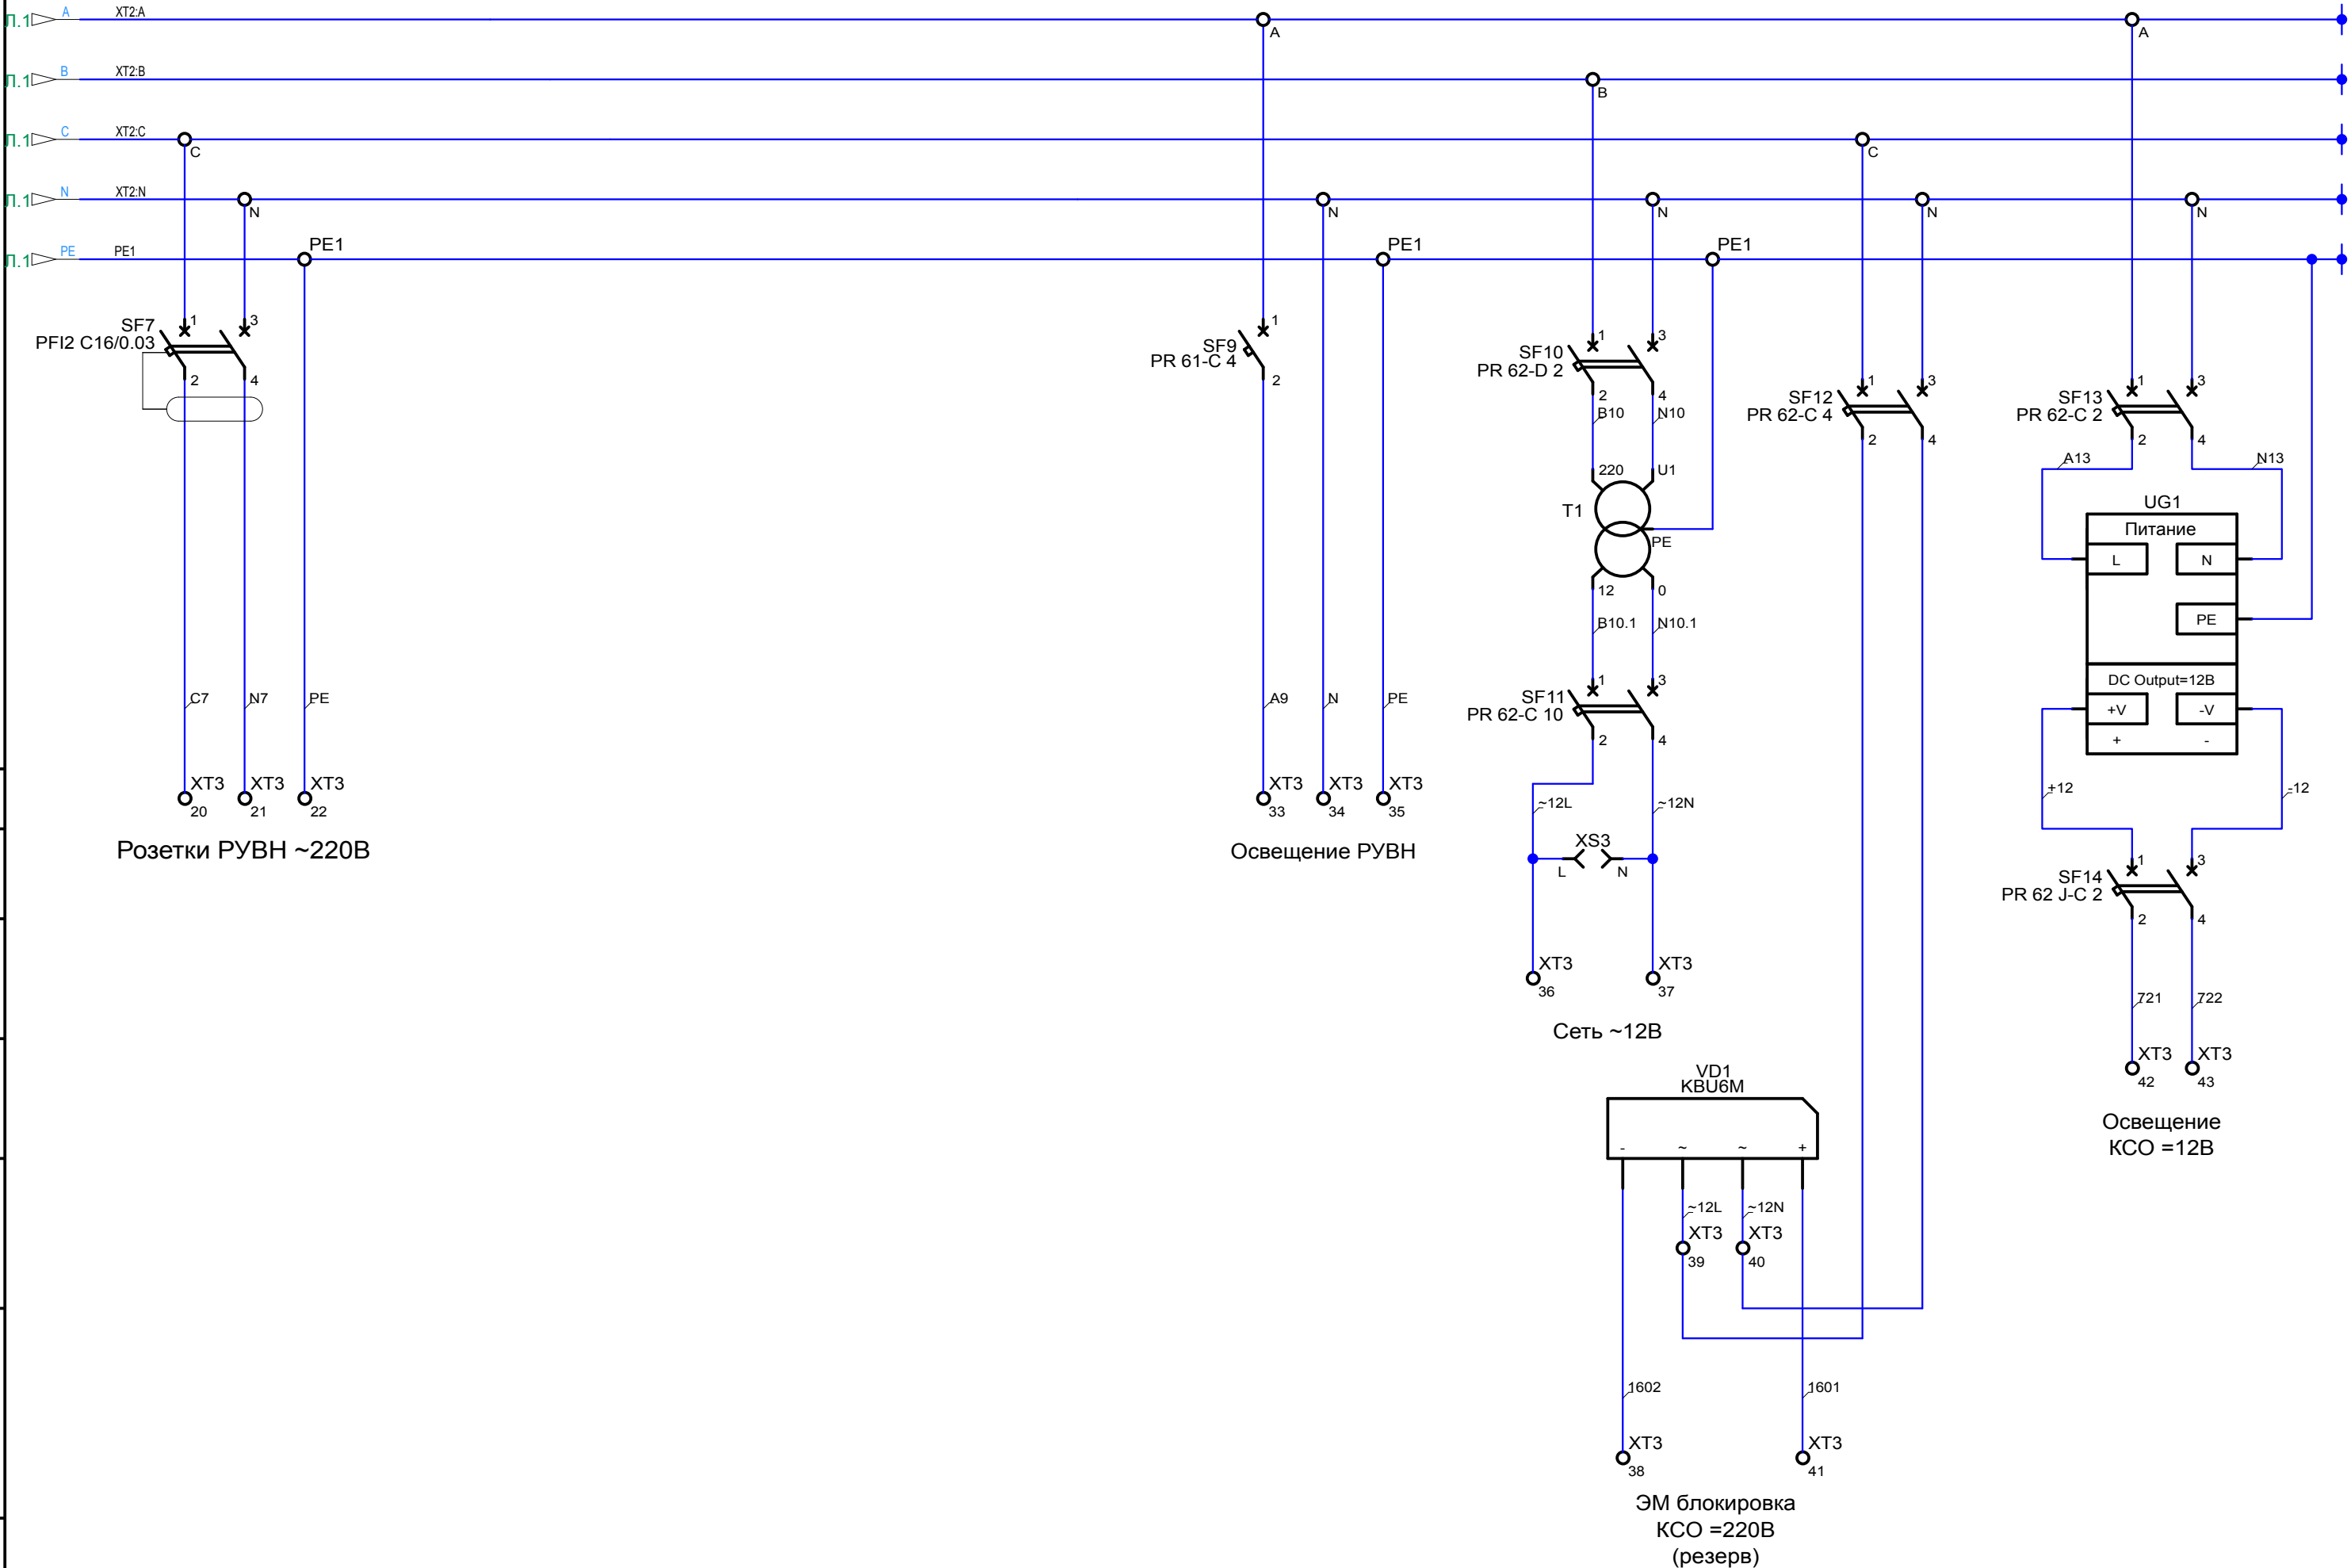 Л.1 A XT2:A
A
A
Л.1 B XT2:B
B
Л.1 C XT2:C
C
C
Л.1 N XT2:N
N
N
N
N
N
Л.1 PE PE1
PE1
PE1
PE1
SF7
PFI2 C16/0.03
1
3
2
4
C7
N7
PE
XT3
20
XT3
21
XT3
22
Розетки РУВН ~220В
SF9
PR 61-C 4
1
2
A9
N
PE
XT3
33
XT3
34
XT3
35
Освещение РУВН
SF10
PR 62-D 2
1
3
2
4
B10
N10
220
U1
T1
PE
12
0
B10.1
N10.1
SF11
PR 62-C 10
1
3
2
4
~12L
~12N
XS3
L
N
XT3
36
XT3
37
Сеть ~12В
SF12
PR 62-C 4
1
3
2
4
VD1
KBU6M
-
~
~
+
~12L
~12N
XT3
39
XT3
40
1602
1601
XT3
38
XT3
41
ЭМ блокировка
КСО =220В
(резерв)
SF13
PR 62-C 2
1
3
2
4
A13
N13
UG1
Питание
L
N
PE
DC Output=12В
+V
-V
+
-
+12
-12
SF14
PR 62 J-C 2
1
3
2
4
721
722
XT3
42
XT3
43
Освещение
КСО =12В